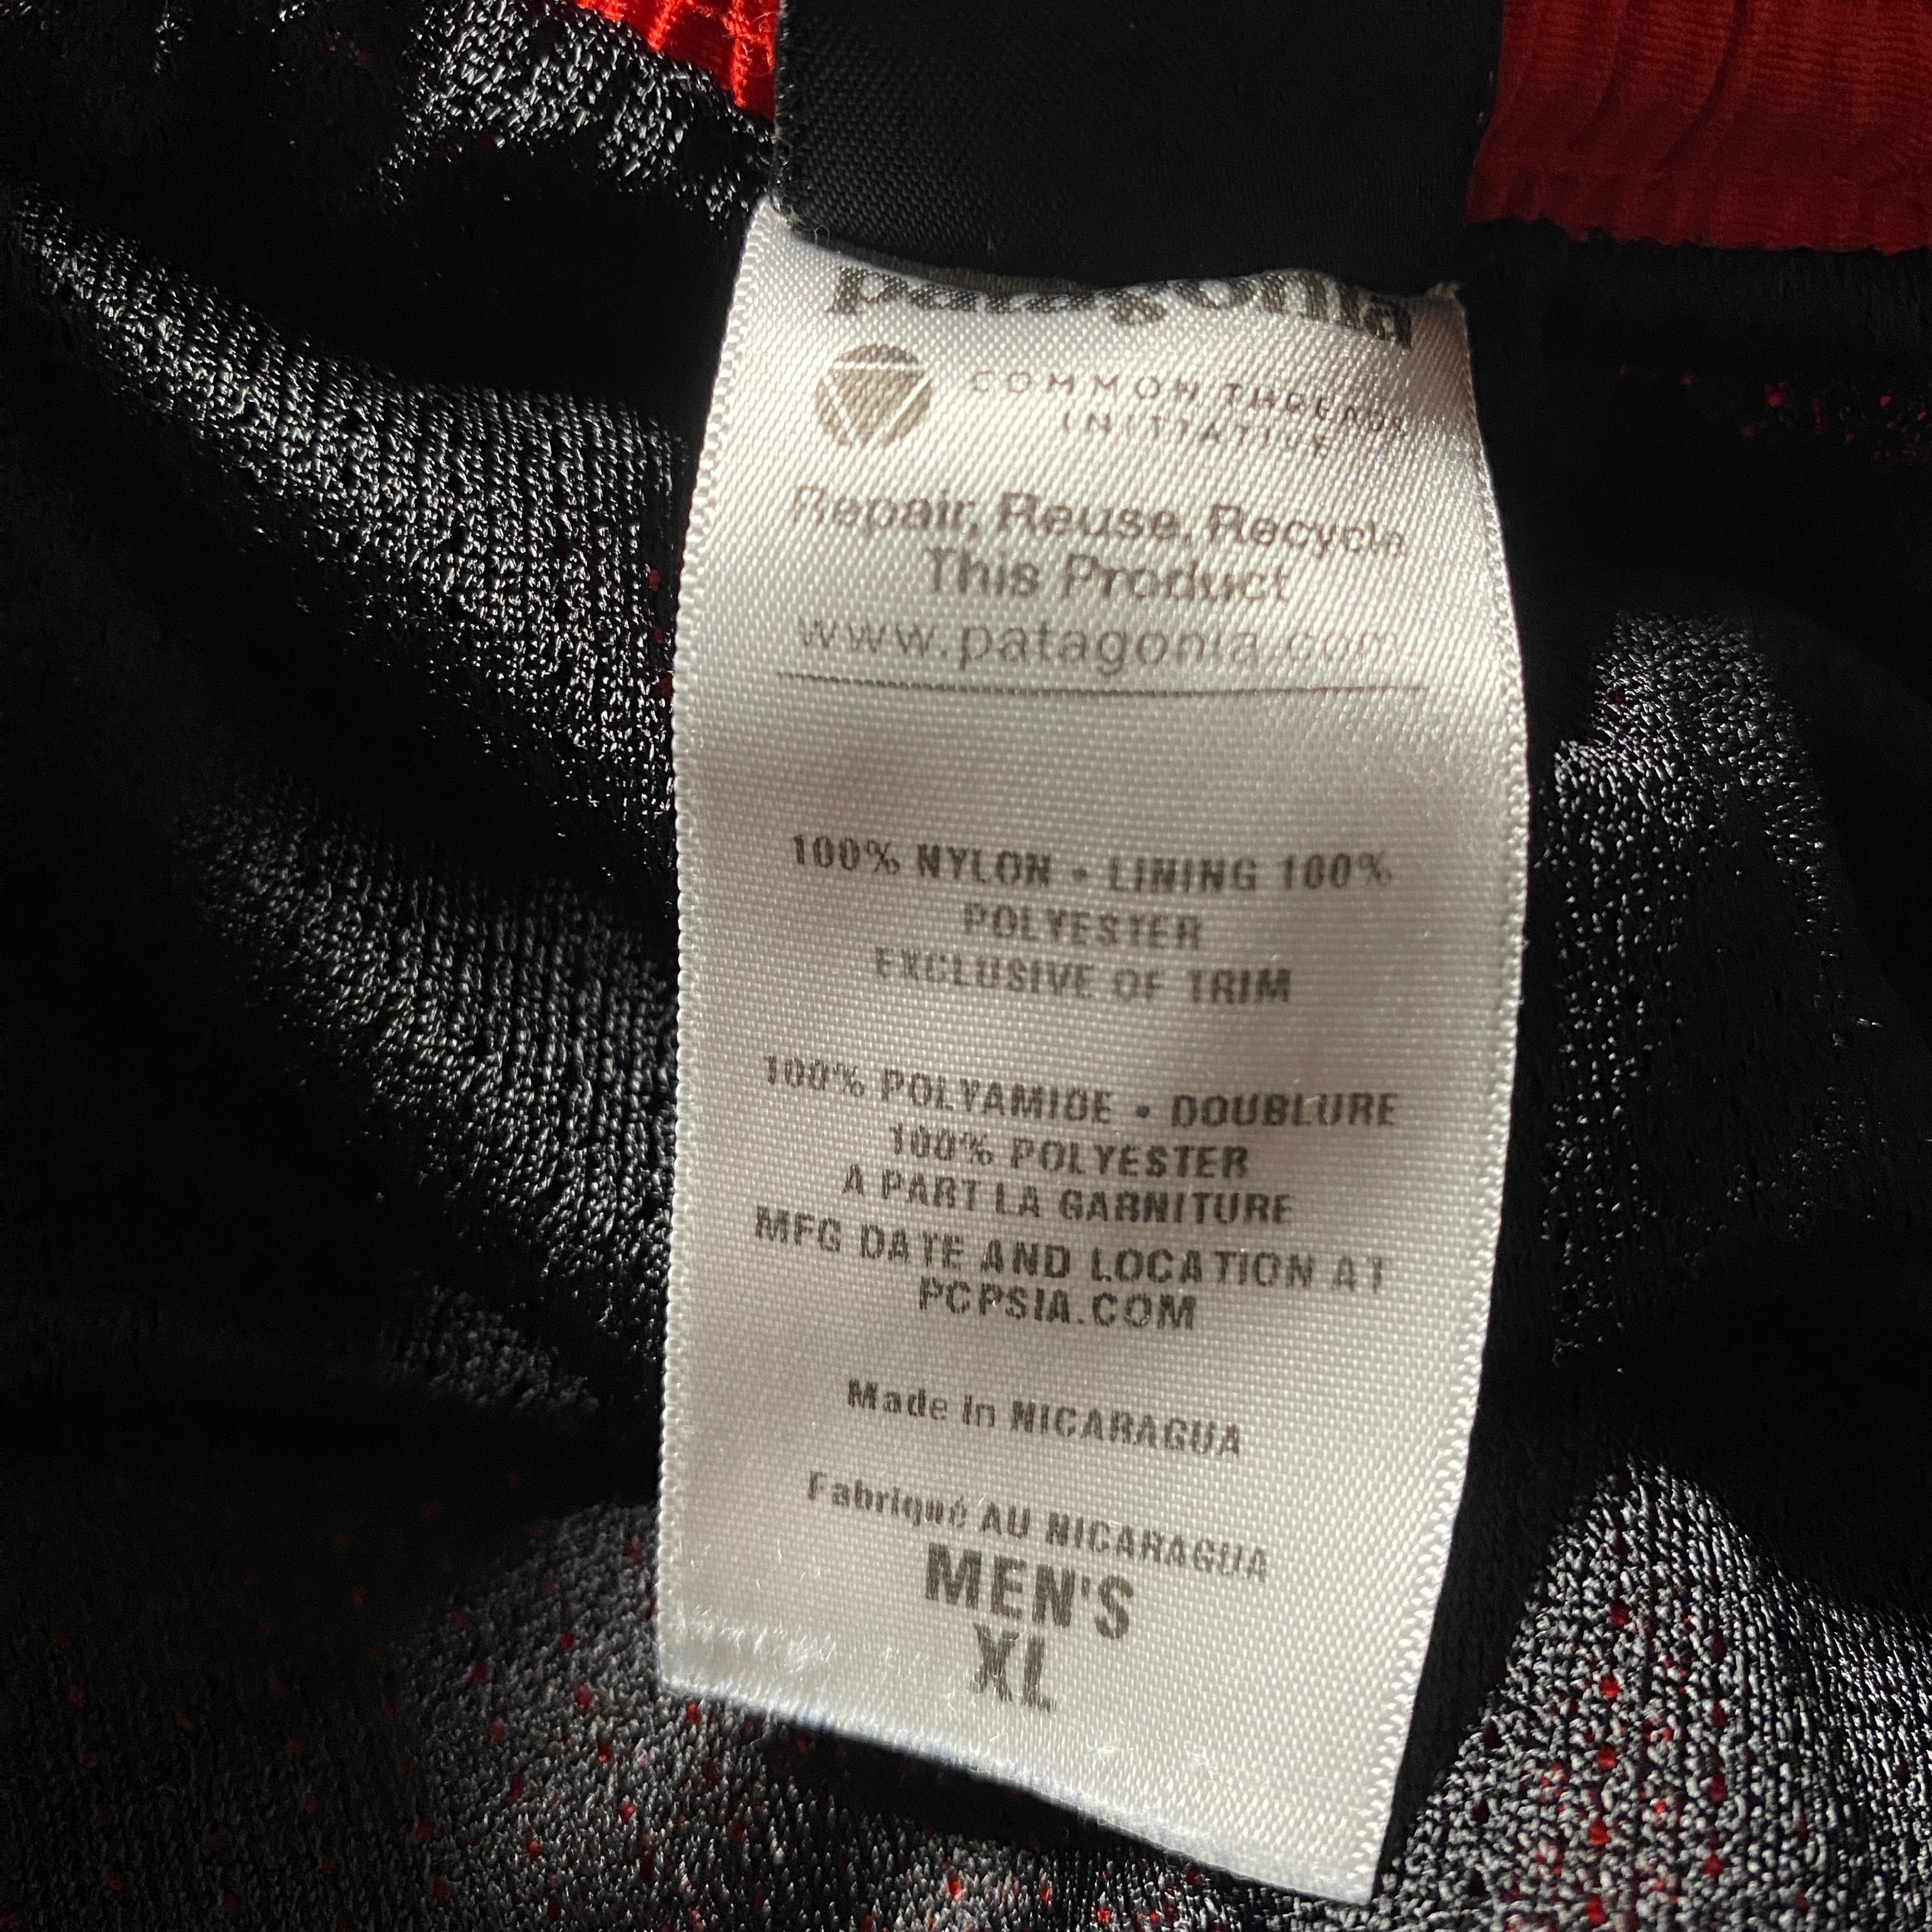 patagonia
COMMON THREADS
INITIATIVE
Repair, Reuse, Recycle
This Product
www.patagonia.com
100% NYLON • LINING 100%
POLYESTER
EXCLUSIVE OF TRIM
100% POLYAMIDE • DOUBLURE
100% POLYESTER
A PART LA GARNITURE
MFG DATE AND LOCATION AT
PCPSIA.COM
Made in NICARAGUA
Fabriqué AU NICARAGUA
MEN'S
XL